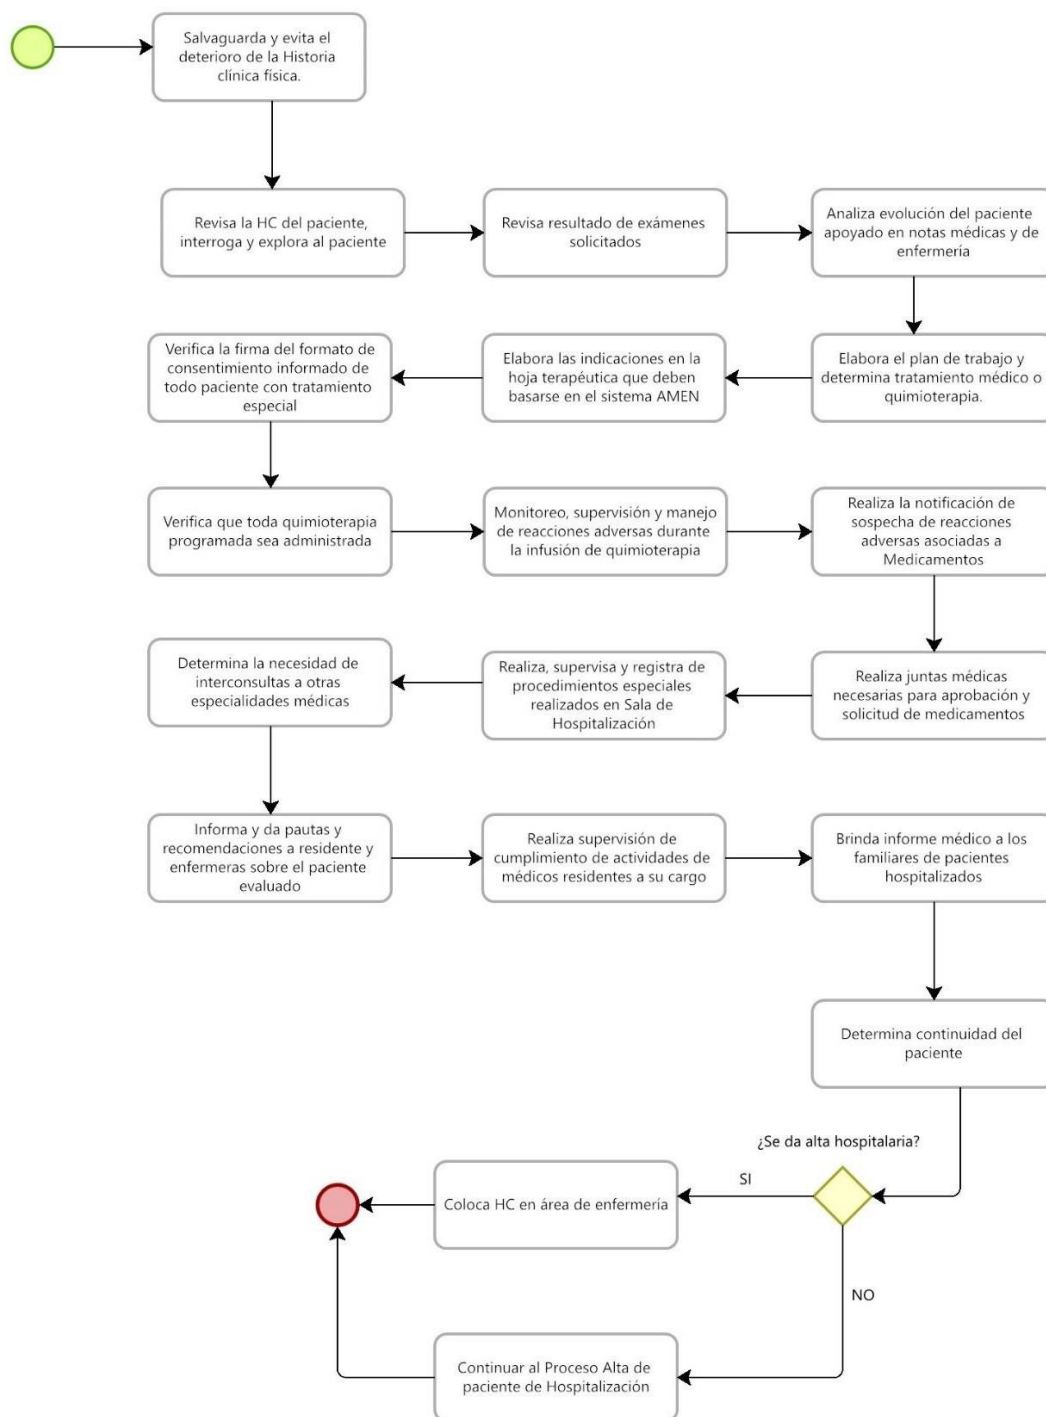 Salvaguarda y evita el
deterioro de la Historia
clínica física.
Revisa la HC del paciente,
interroga y explora al paciente
Revisa resultado de exámenes
solicitados
Analiza evolución del paciente
apoyado en notas médicas y de
enfermería
Elabora el plan de trabajo y
determina tratamiento médico o
quimioterapia.
Elabora las indicaciones en la
hoja terapéutica que deben
basarse en el sistema AMEN
Verifica la firma del formato de
consentimiento informado de
todo paciente con tratamiento
especial
Verifica que toda quimioterapia
programada sea administrada
Monitoreo, supervisión y manejo
de reacciones adversas durante
la infusión de quimioterapia
Realiza la notificación de
sospecha de reacciones
adversas asociadas a
Medicamentos
Realiza juntas médicas
necesarias para aprobación y
solicitud de medicamentos
Realiza, supervisa y registra de
procedimientos especiales
realizados en Sala de
Hospitalización
Determina la necesidad de
interconsultas a otras
especialidades médicas
Informa y da pautas y
recomendaciones a residente y
enfermeras sobre el paciente
evaluado
Realiza supervisión de
cumplimiento de actividades de
médicos residentes a su cargo
Brinda informe médico a los
familiares de pacientes
hospitalizados
Determina continuidad del
paciente
¿Se da alta hospitalaria?
SI
Coloca HC en área de enfermería
NO
Continuar al Proceso Alta de
paciente de Hospitalización